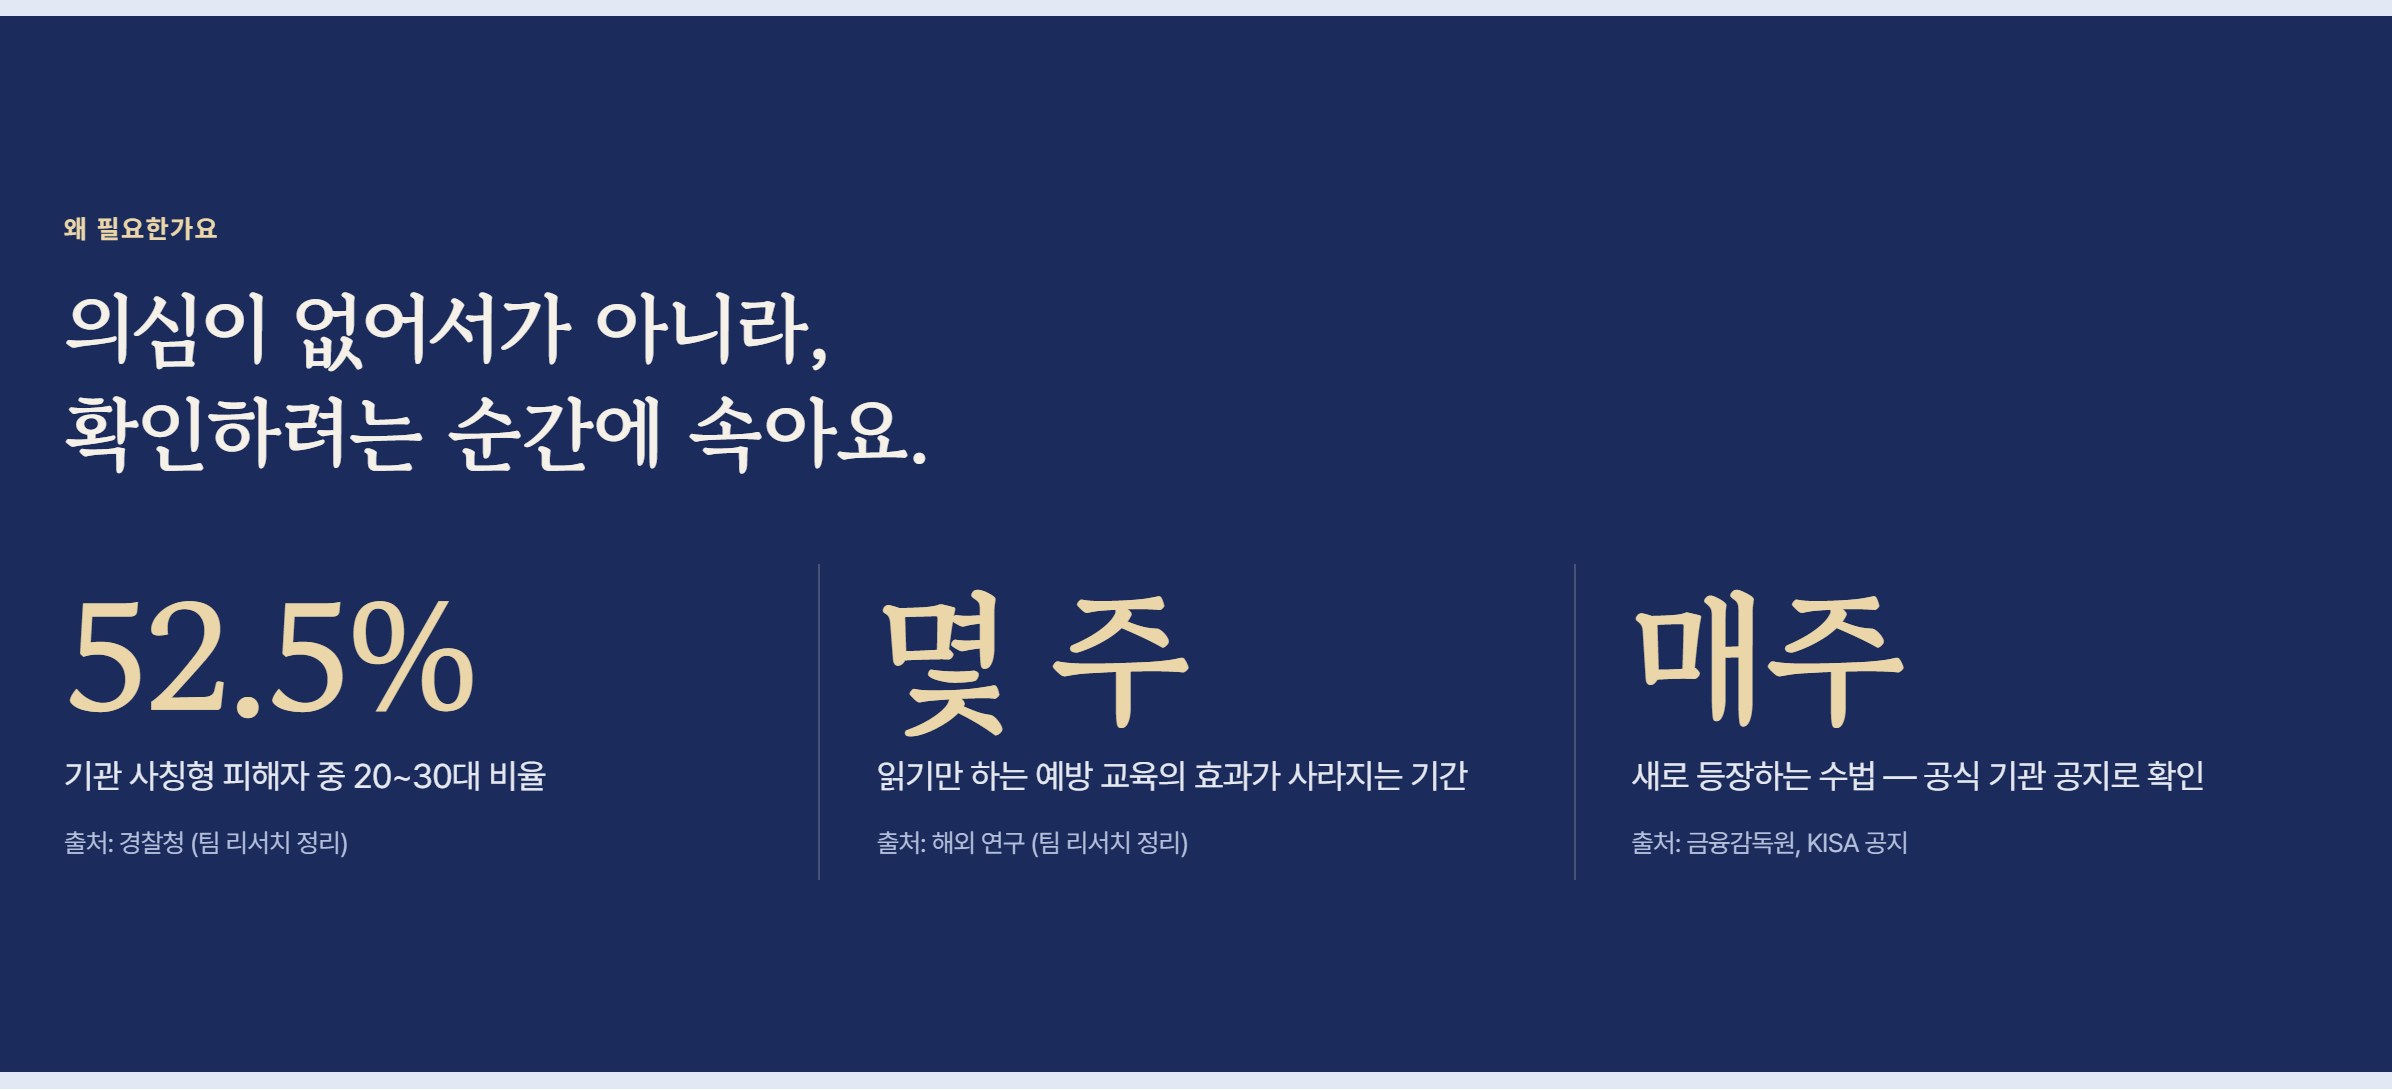 왜 필요한가요
의심이 없어서가 아니라,
확인하려는 순간에 속아요.
52.5%
기관 사칭형 피해자 중 20~30대 비율
출처: 경찰청 (팀 리서치 정리)
몇 주
읽기만 하는 예방 교육의 효과가 사라지는 기간
출처: 해외 연구 (팀 리서치 정리)
매주
새로 등장하는 수법 — 공식 기관 공지로 확인
출처: 금융감독원, KISA 공지